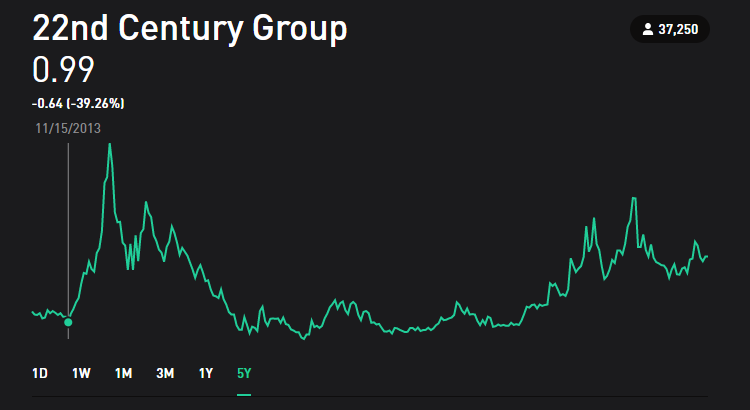 22nd Century Group
37,250
0.99
-0.64 (-39.26%)
11/15/2013
1D 1W 1M 3M 1Y 5Y